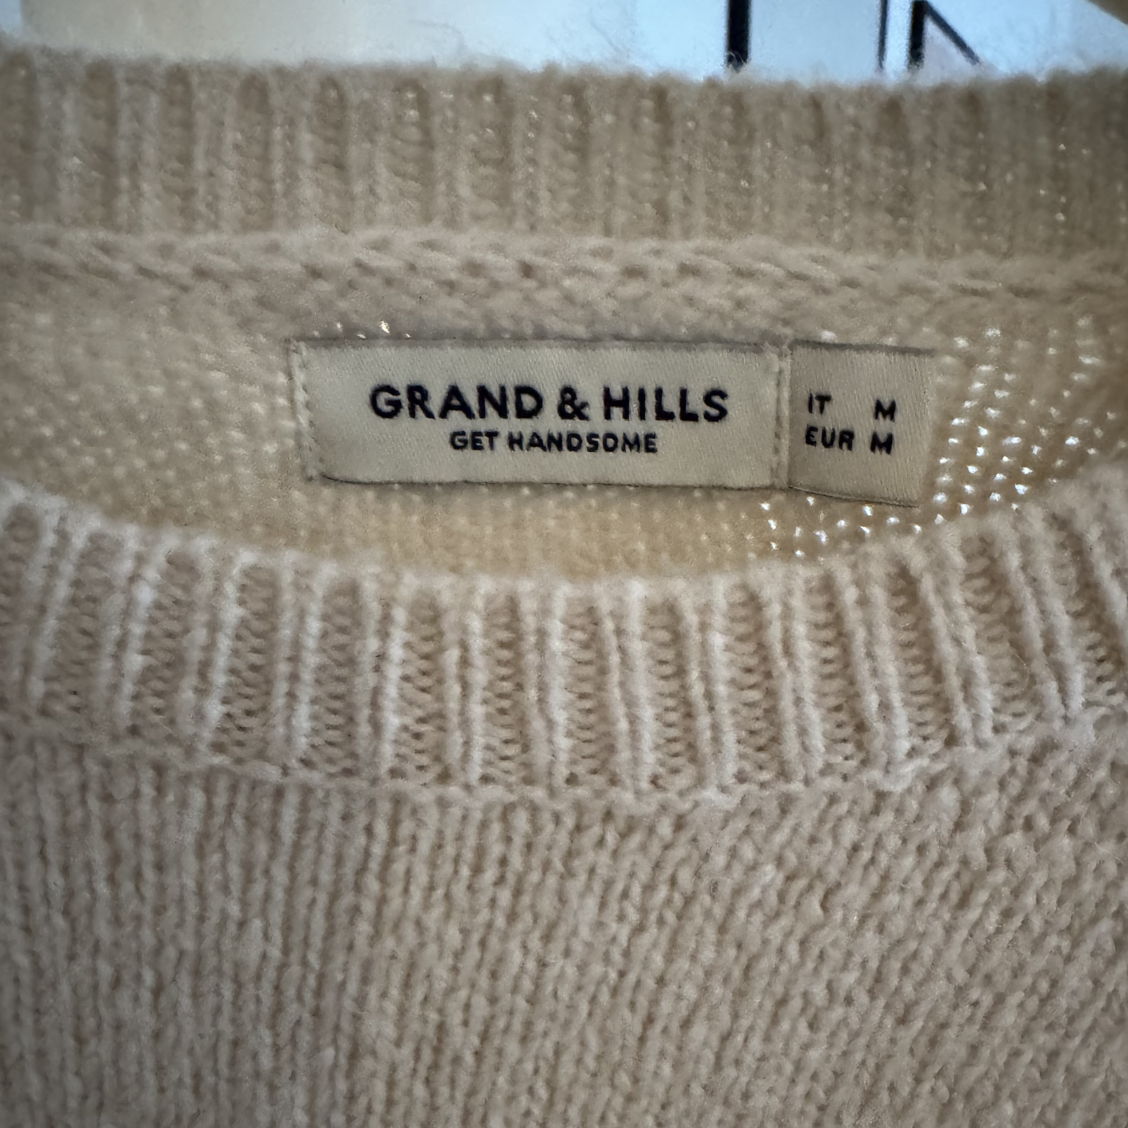 GRAND & HILLS
GET HANDSOME
IT M
EUR M